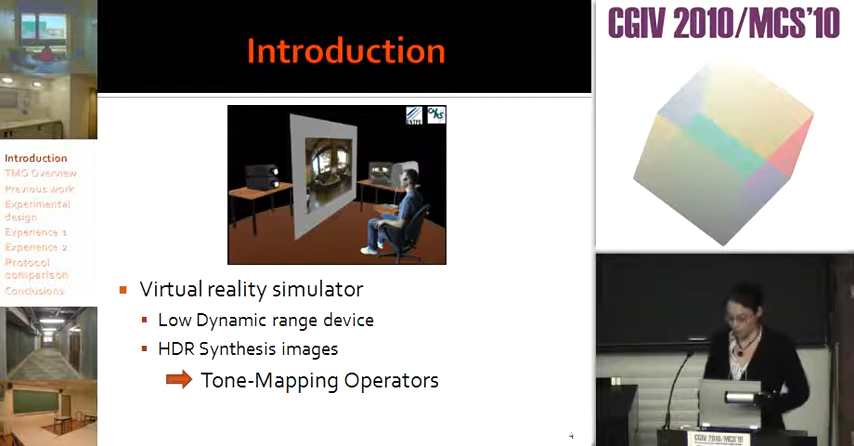 Introduction
CGIV 2010/MCS'10
Introduction
TMO Overview
Previous work
Experimental
design
Experience 1
Experience 2
Protocol
comparison
Conclusions
Virtual reality simulator
Low Dynamic range device
HDR Synthesis images
Tone-Mapping Operators
4
CGIV 2010/MCS'10